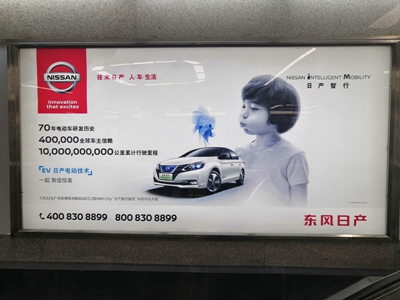 NISSAN
Innovation
that excites
技术日产 人·车·生活
NISSAN INTELLIGENT MOBILITY
日产智行
70年电动车研发历史
400,000全球车主信赖
10,000,000,000公里累计行驶里程
「EV 日产电动技术」
一起 智造惊喜
400 830 8899 800 830 8899
东风日产